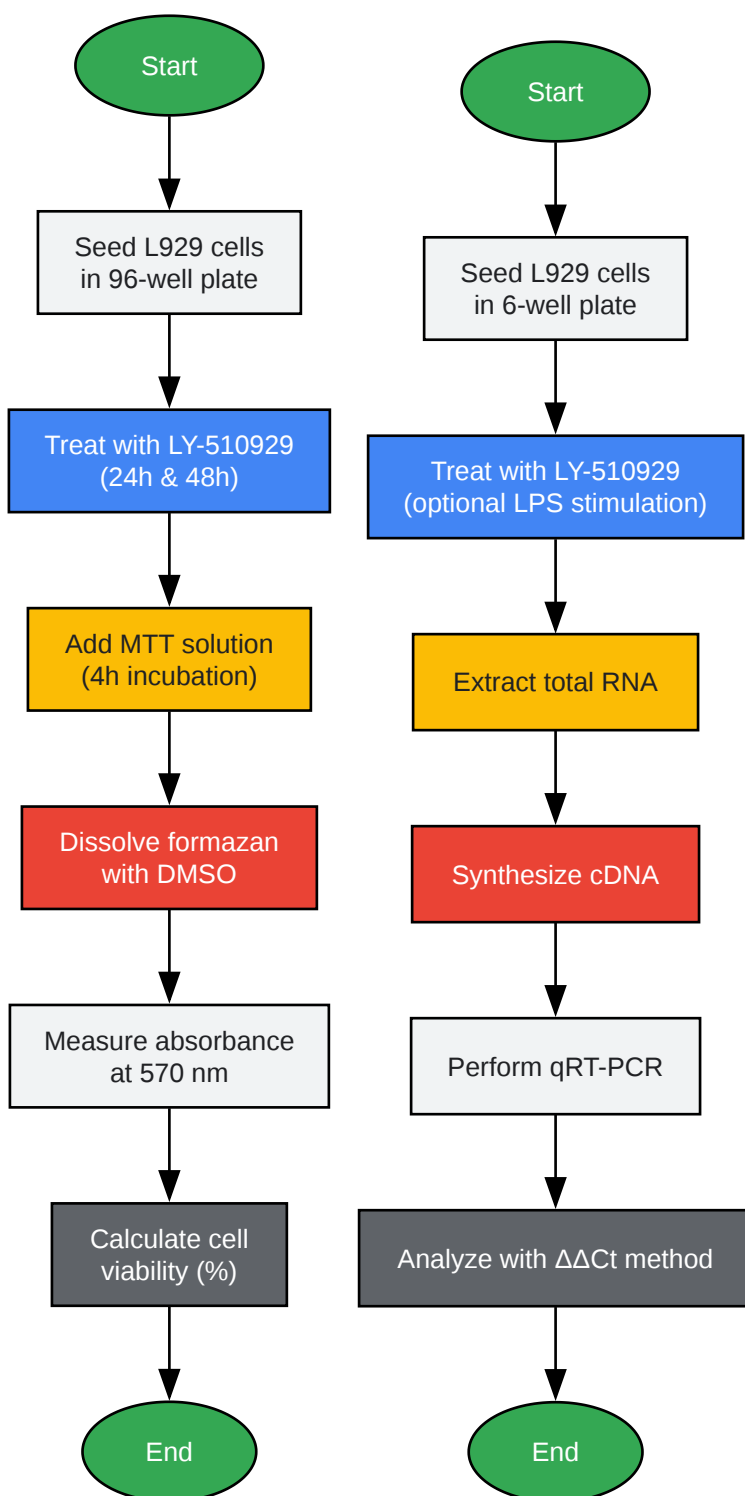 Start
Seed L929 cells
in 96-well plate
Treat with LY-510929
(24h & 48h)
Add MTT solution
(4h incubation)
Dissolve formazan
with DMSO
Measure absorbance
at 570 nm
Calculate cell
viability (%)
End
Start
Seed L929 cells
in 6-well plate
Treat with LY-510929
(optional LPS stimulation)
Extract total RNA
Synthesize cDNA
Perform qRT-PCR
Analyze with ΔΔCt method
End